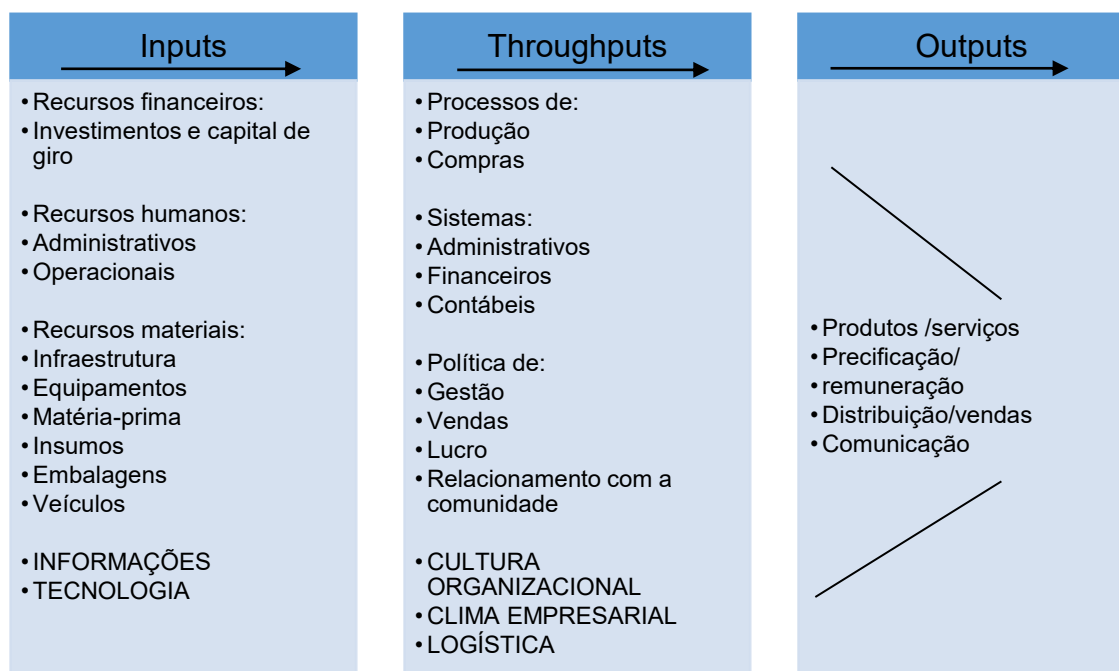 Inputs
• Recursos financeiros:
• Investimentos e capital de
giro
• Recursos humanos:
• Administrativos
• Operacionais
• Recursos materiais:
• Infraestrutura
• Equipamentos
• Matéria-prima
• Insumos
• Embalagens
• Veículos
• INFORMAÇÕES
• TECNOLOGIA
Throughputs
• Processos de:
• Produção
• Compras
• Sistemas:
• Administrativos
• Financeiros
• Contábeis
• Política de:
• Gestão
• Vendas
• Lucro
• Relacionamento com a
comunidade
• CULTURA
ORGANIZACIONAL
• CLIMA EMPRESARIAL
• LOGÍSTICA
Outputs
• Produtos /serviços
• Precificação/
• remuneração
• Distribuição/vendas
• Comunicação